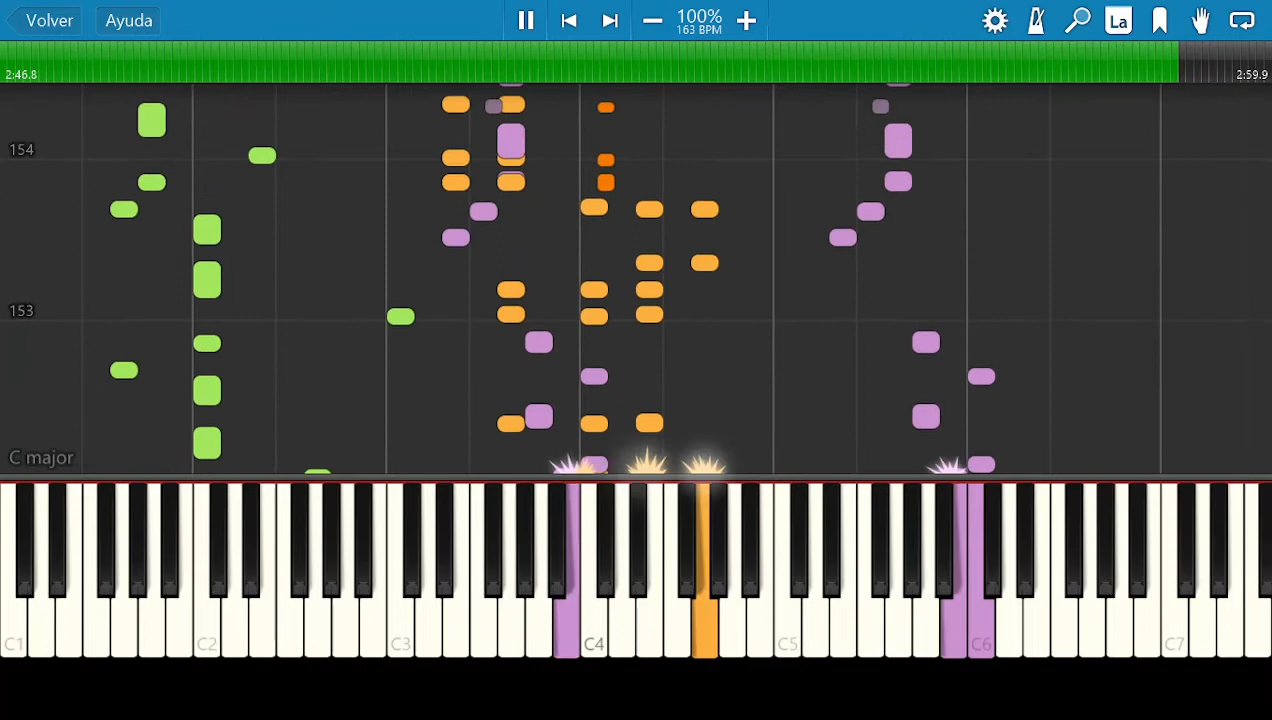 Volver Ayuda 100% La
163 BPM
2:46.8 2:59.9
154
153
C major
C1 C2 C3 C4 C5 C6 C7